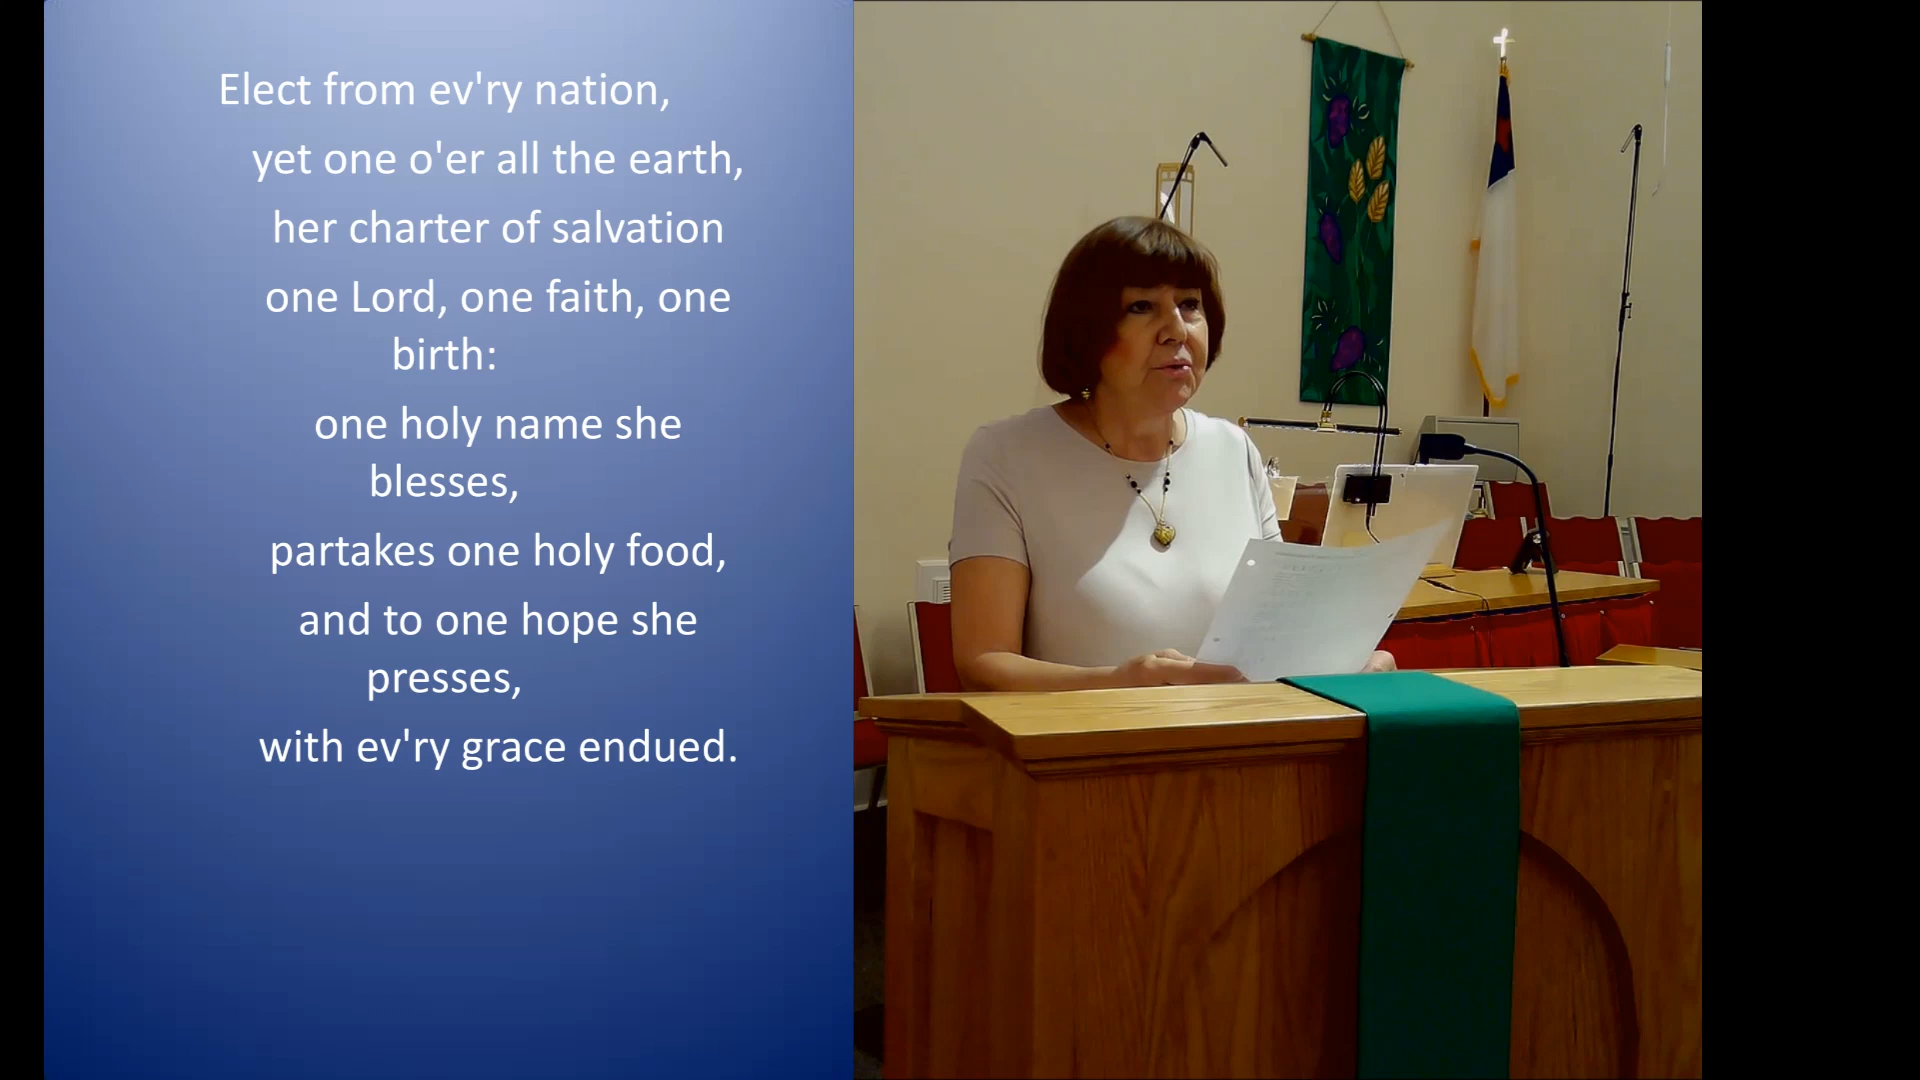 Elect from ev'ry nation,
yet one o'er all the earth,
her charter of salvation
one Lord, one faith, one
birth:
one holy name she
blesses,
partakes one holy food,
and to one hope she
presses,
with ev'ry grace endued.